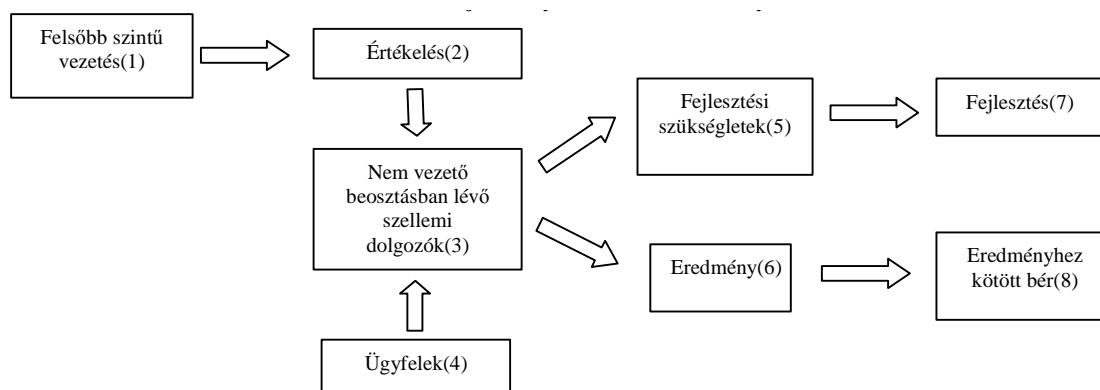 Felsőbb szintű
vezetés(1)
Értékelés(2)
Nem vezető
beosztásban lévő
szellemi
dolgozók(3)
Ügyfelek(4)
Fejlesztési
szükségletek(5)
Eredmény(6)
Fejlesztés(7)
Eredményhez
kötött bér(8)